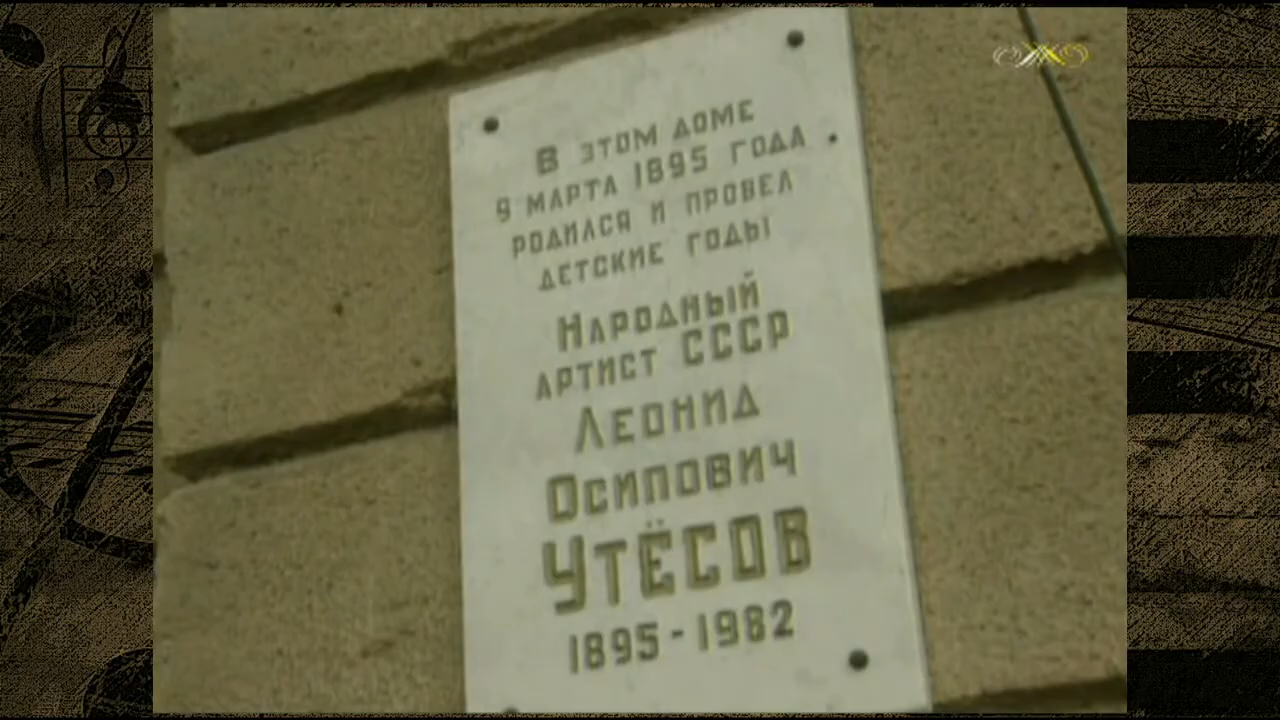 В ЭТОМ ДОМЕ
9 МАРТА 1895 ГОДА
РОДИЛСЯ И ПРОВЕЛ
ДЕТСКИЕ ГОДЫ
НАРОДНЫЙ
АРТИСТ СССР
ЛЕОНИД
ОСИПОВИЧ
УТЁСОВ
1895-1982